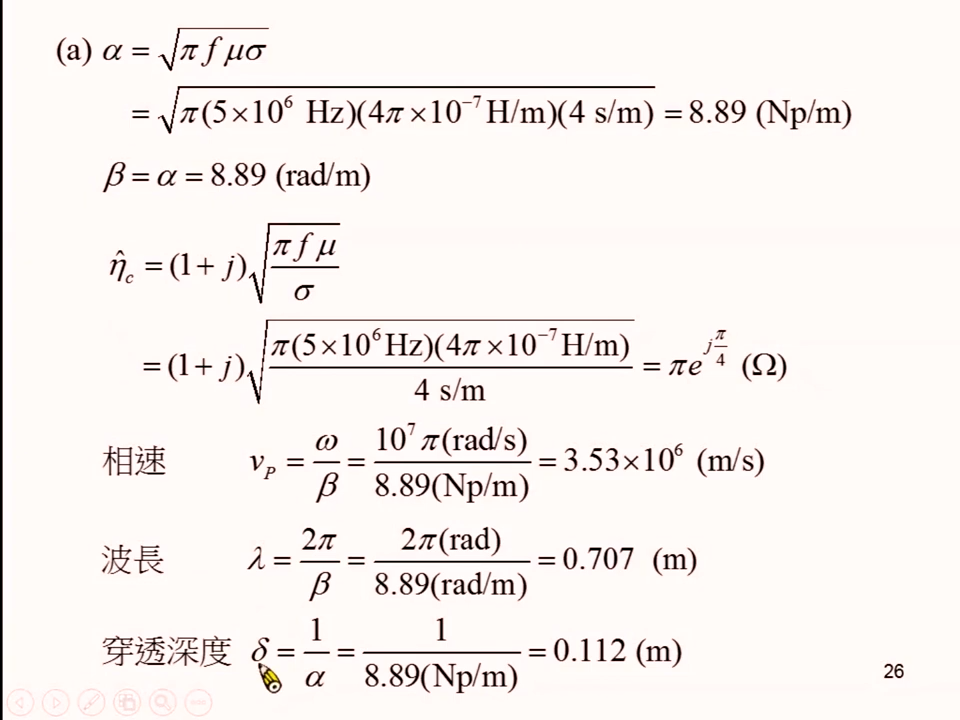 (a) α = √(π f μσ)
= √(π(5×10⁶ Hz)(4π×10⁻⁷ H/m)(4 s/m)) = 8.89 (Np/m)
β = α = 8.89 (rad/m)
η̂c = (1+ j)√(π f μ / σ)
= (1+ j)√(π(5×10⁶Hz)(4π×10⁻⁷ H/m) / 4 s/m) = πe^(j π/4) (Ω)
相速 vP = ω/β = 10⁷π(rad/s) / 8.89(Np/m) = 3.53×10⁶ (m/s)
波長 λ = 2π/β = 2π(rad) / 8.89(rad/m) = 0.707 (m)
穿透深度 δ = 1/α = 1 / 8.89(Np/m) = 0.112 (m)
26